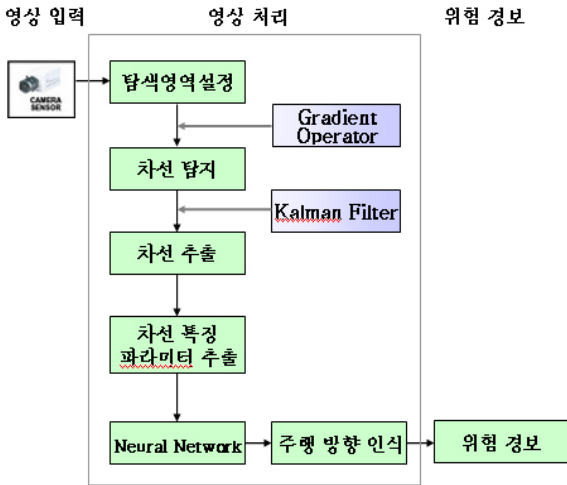 영상 입력
영상 처리
위험 경보
CAMERA
SENSOR
탐색영역설정
Gradient
Operator
차선 탐지
Kalman Filter
차선 추출
차선 특징
파라미터 추출
Neural Network
주행 방향 인식
위험 경보